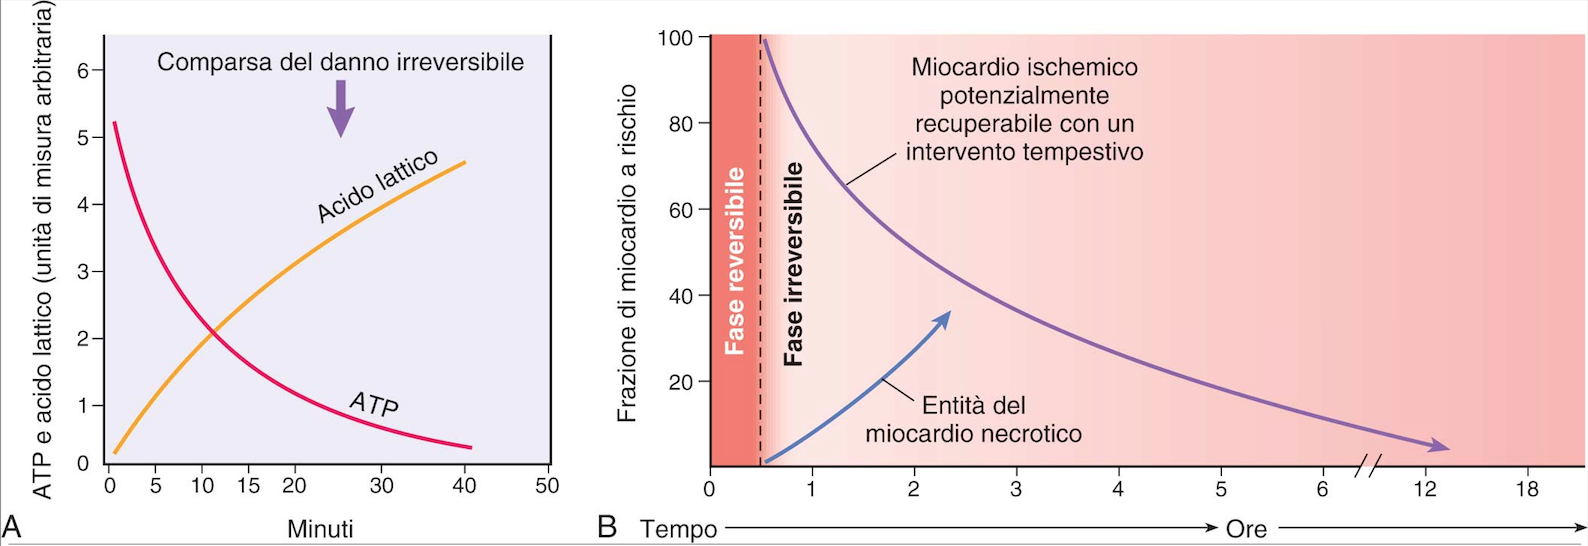 ATP e acido lattico (unità di misura arbitraria)
Comparsa del danno irreversibile
6
5
4
3
2
1
0
Acido lattico
ATP
0 5 10 15 20 30 40 50
Minuti
A
Frazione di miocardio a rischio
100
80
60
40
20
Fase reversibile
Fase irreversibile
Miocardio ischemico
potenzialmente
recuperabile con un
intervento tempestivo
Entità del
miocardio necrotico
0 1 2 3 4 5 6 12 18
B
Tempo
Ore